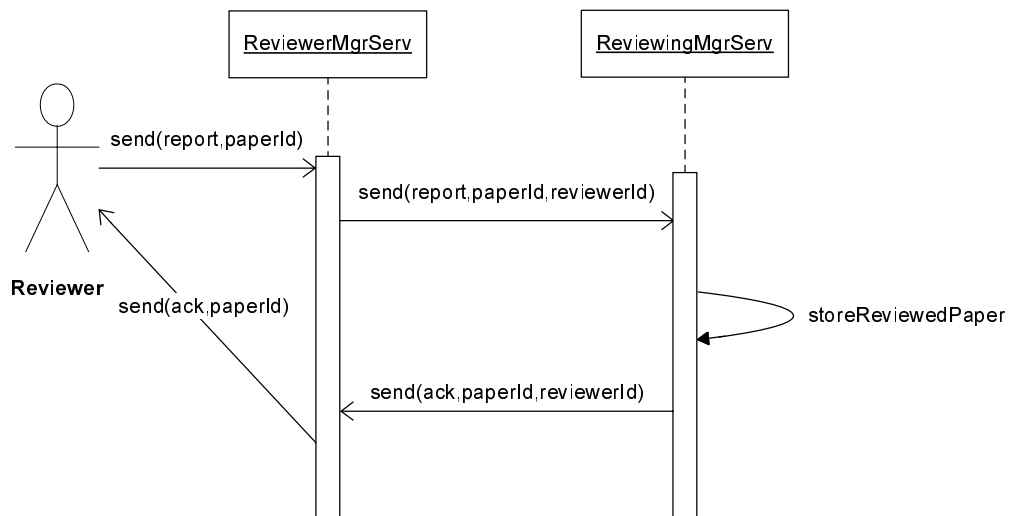 ReviewerMgrServ
ReviewingMgrServ
send(report,paperId)
send(report,paperId,reviewerId)
Reviewer
send(ack,paperId)
storeReviewedPaper
send(ack,paperId,reviewerId)